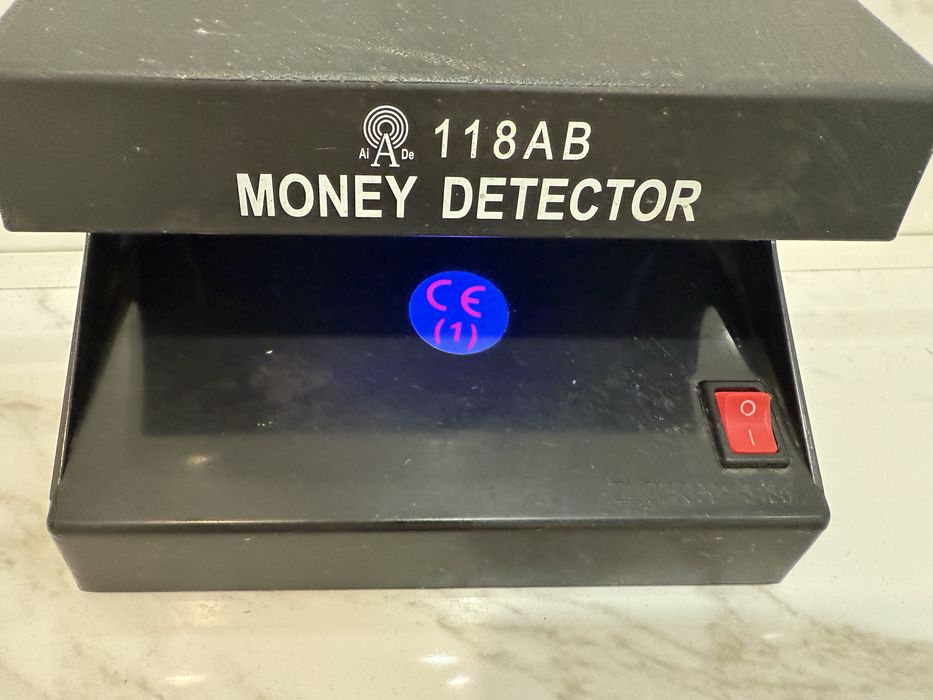 Ai A De 118AB
MONEY DETECTOR
CE
(1)
O
I